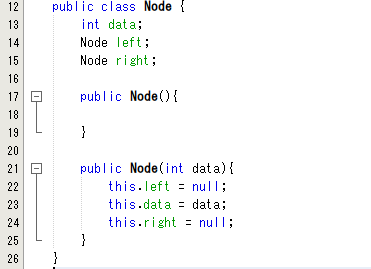 12 public class Node {
13     int data;
14     Node left;
15     Node right;
16
17     public Node(){
18
19     }
20
21     public Node(int data){
22         this.left = null;
23         this.data = data;
24         this.right = null;
25     }
26 }